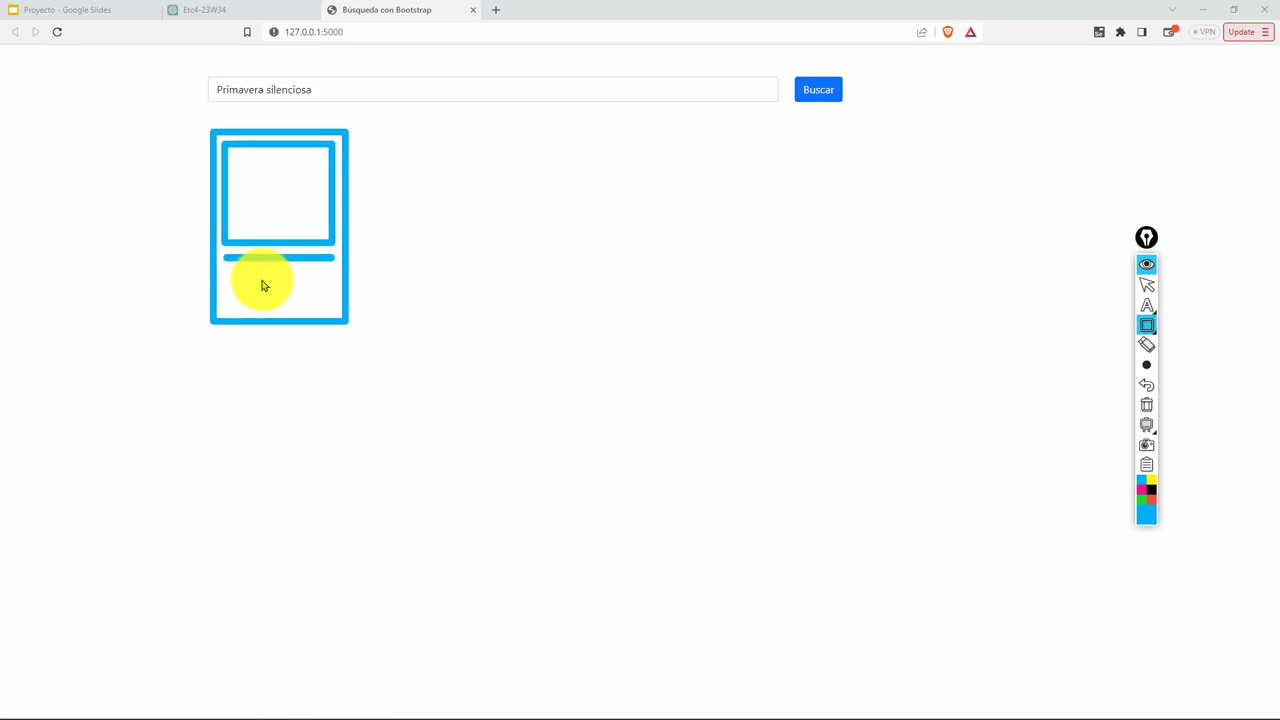 Proyecto - Google Slides
Etc4-23W34
Búsqueda con Bootstrap
127.0.0.1:5000
VPN
Update
Primavera silenciosa
Buscar